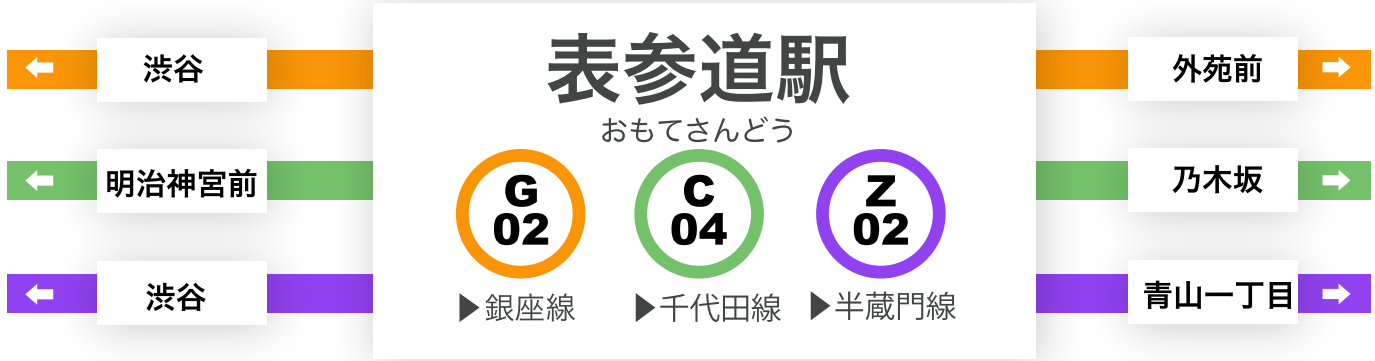 表参道駅
おもてさんどう
渋谷
外苑前
明治神宮前
乃木坂
渋谷
青山一丁目
G
02
C
04
Z
02
▶銀座線
▶千代田線
▶半蔵門線